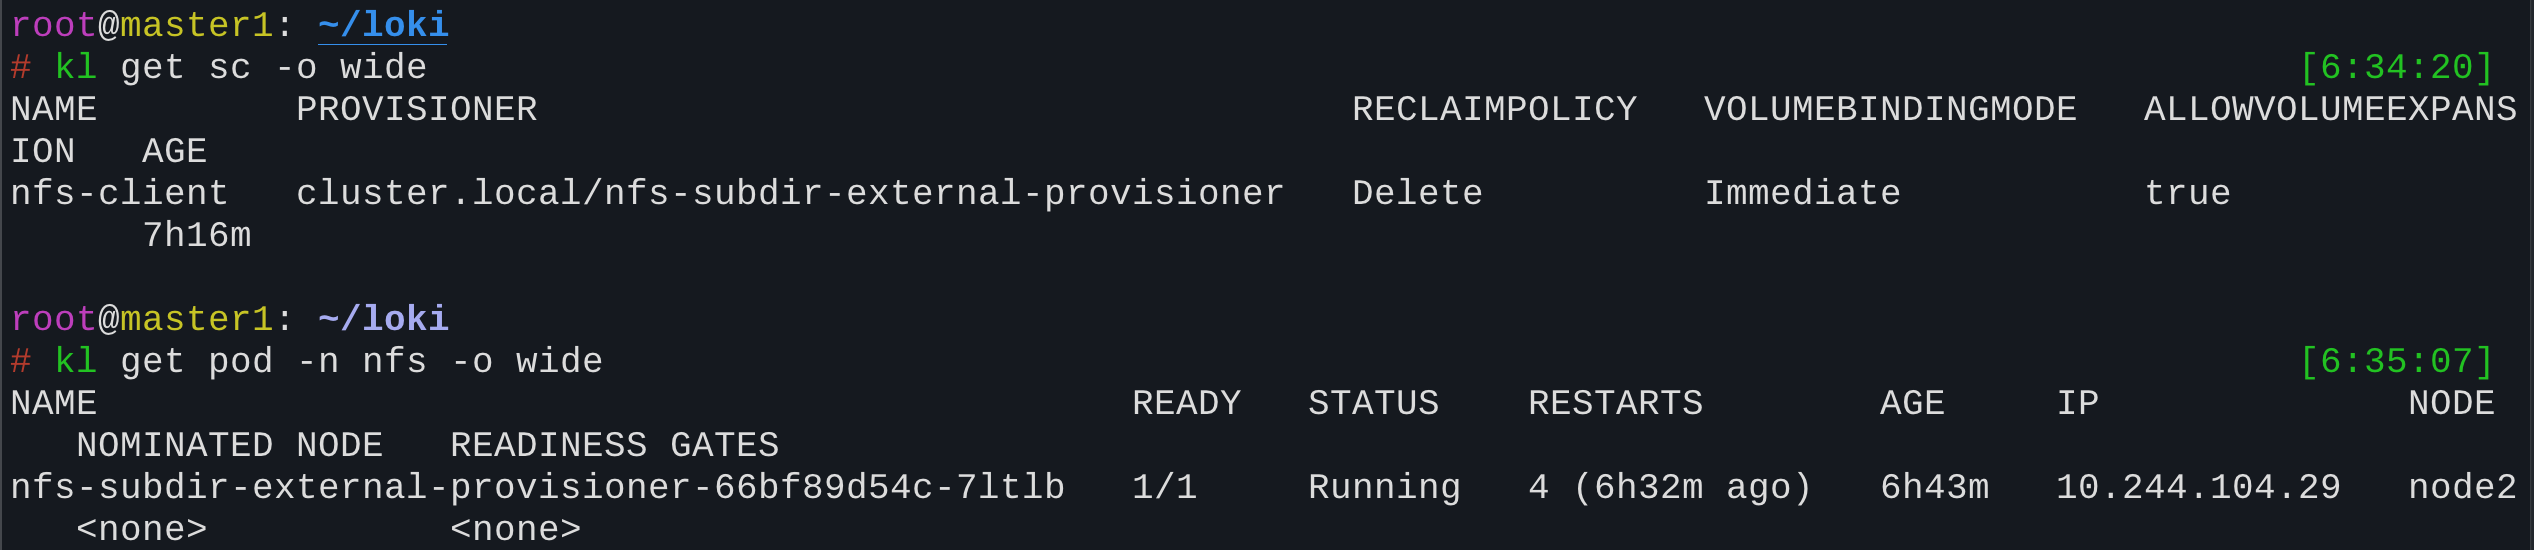 root@master1: ~/loki
# kl get sc -o wide [6:34:20]
NAME PROVISIONER RECLAIMPOLICY VOLUMEBINDINGMODE ALLOWVOLUMEEXPANS
ION AGE
nfs-client cluster.local/nfs-subdir-external-provisioner Delete Immediate true
7h16m
root@master1: ~/loki
# kl get pod -n nfs -o wide [6:35:07]
NAME READY STATUS RESTARTS AGE IP NODE
NOMINATED NODE READINESS GATES
nfs-subdir-external-provisioner-66bf89d54c-7ltlb 1/1 Running 4 (6h32m ago) 6h43m 10.244.104.29 node2
<none> <none>